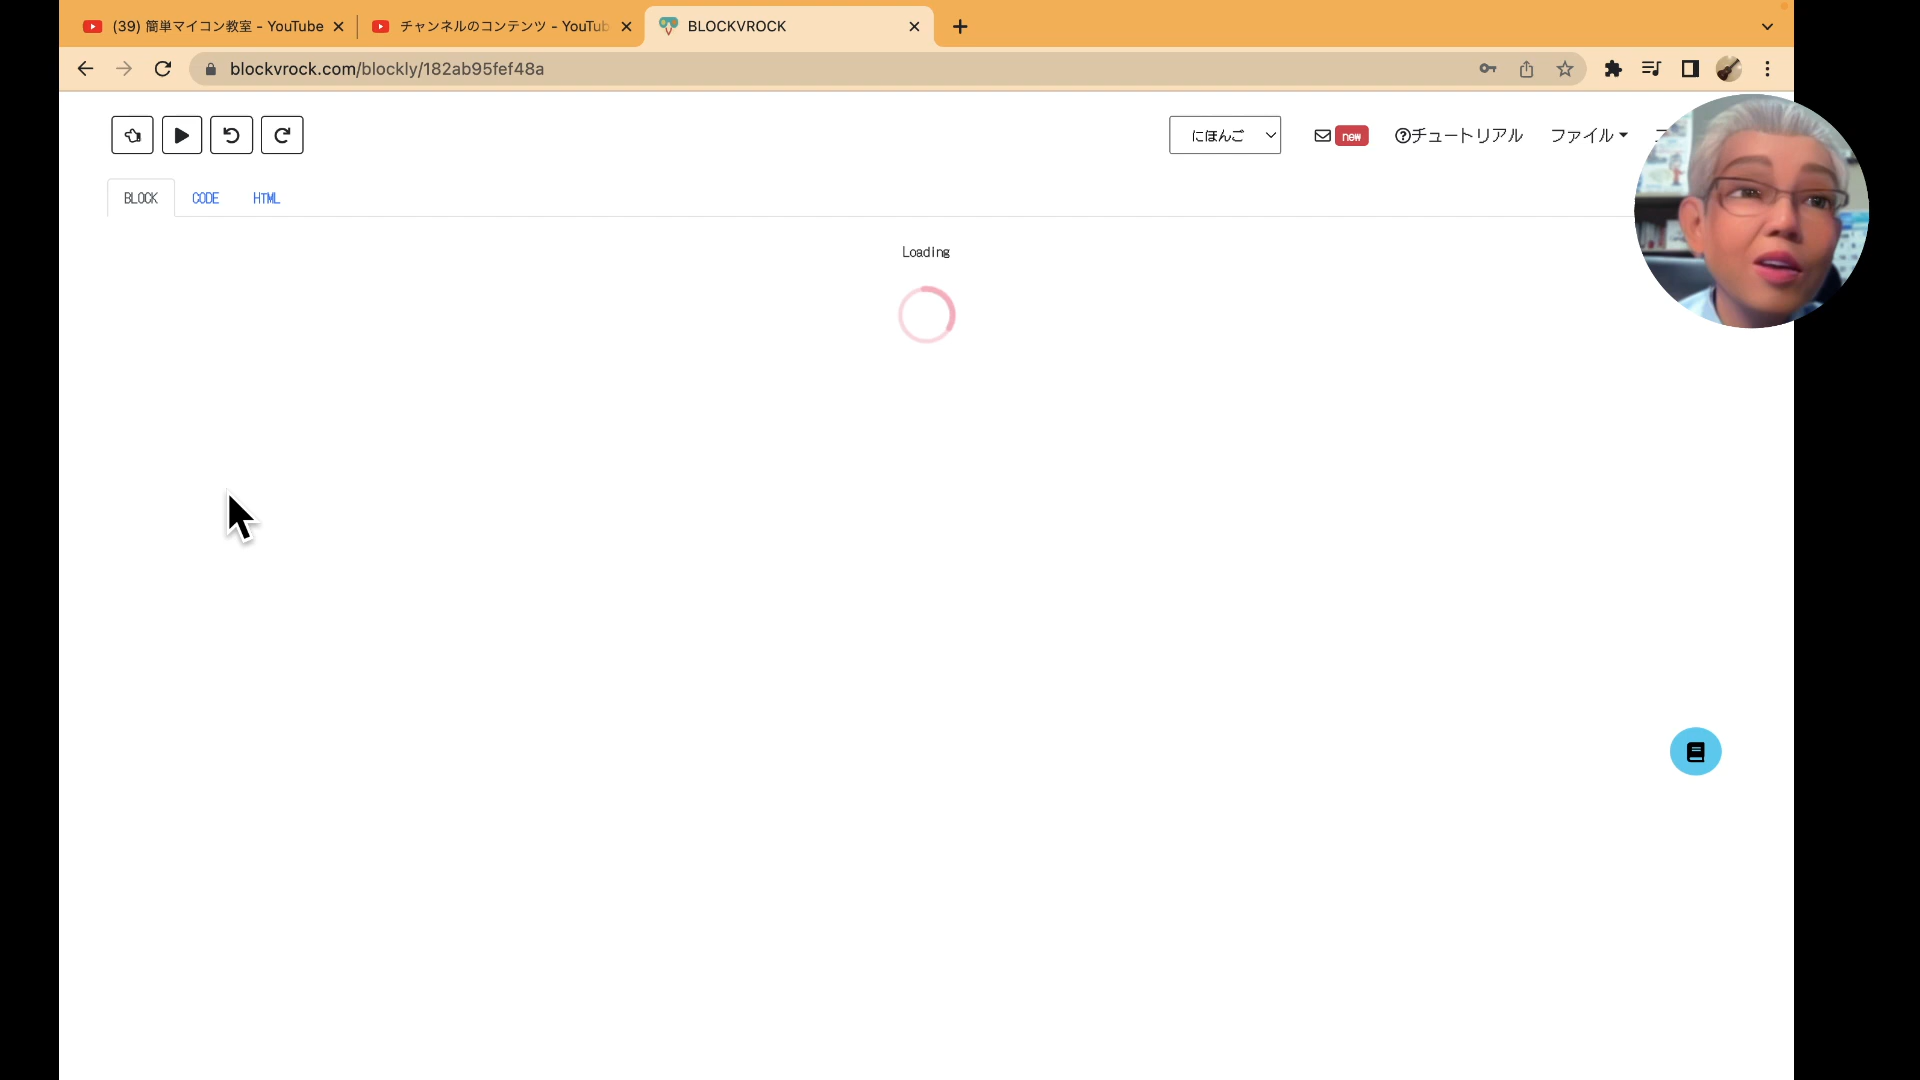 (39) 簡単マイコン教室 - YouTube
チャンネルのコンテンツ - YouTub
BLOCKVROCK
blockvrock.com/blockly/182ab95fef48a
にほんご
new
チュートリアル
ファイル
BLOCK
CODE
HTML
Loading